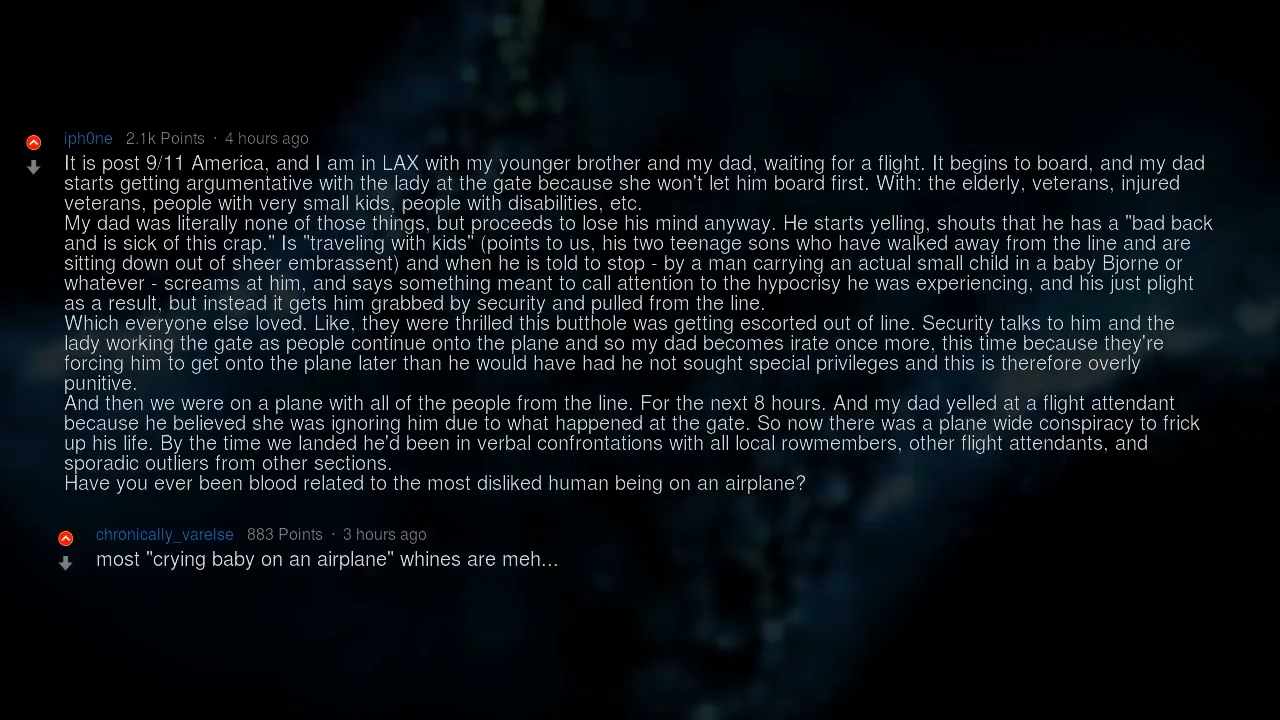 iph0ne 2.1k Points · 4 hours ago
It is post 9/11 America, and I am in LAX with my younger brother and my dad, waiting for a flight. It begins to board, and my dad
starts getting argumentative with the lady at the gate because she won't let him board first. With: the elderly, veterans, injured
veterans, people with very small kids, people with disabilities, etc.
My dad was literally none of those things, but proceeds to lose his mind anyway. He starts yelling, shouts that he has a "bad back
and is sick of this crap." Is "traveling with kids" (points to us, his two teenage sons who have walked away from the line and are
sitting down out of sheer embrassent) and when he is told to stop - by a man carrying an actual small child in a baby Bjorne or
whatever - screams at him, and says something meant to call attention to the hypocrisy he was experiencing, and his just plight
as a result, but instead it gets him grabbed by security and pulled from the line.
Which everyone else loved. Like, they were thrilled this butthole was getting escorted out of line. Security talks to him and the
lady working the gate as people continue onto the plane and so my dad becomes irate once more, this time because they're
forcing him to get onto the plane later than he would have had he not sought special privileges and this is therefore overly
punitive.
And then we were on a plane with all of the people from the line. For the next 8 hours. And my dad yelled at a flight attendant
because he believed she was ignoring him due to what happened at the gate. So now there was a plane wide conspiracy to frick
up his life. By the time we landed he'd been in verbal confrontations with all local rowmembers, other flight attendants, and
sporadic outliers from other sections.
Have you ever been blood related to the most disliked human being on an airplane?
chronically_varelse 883 Points · 3 hours ago
most "crying baby on an airplane" whines are meh...